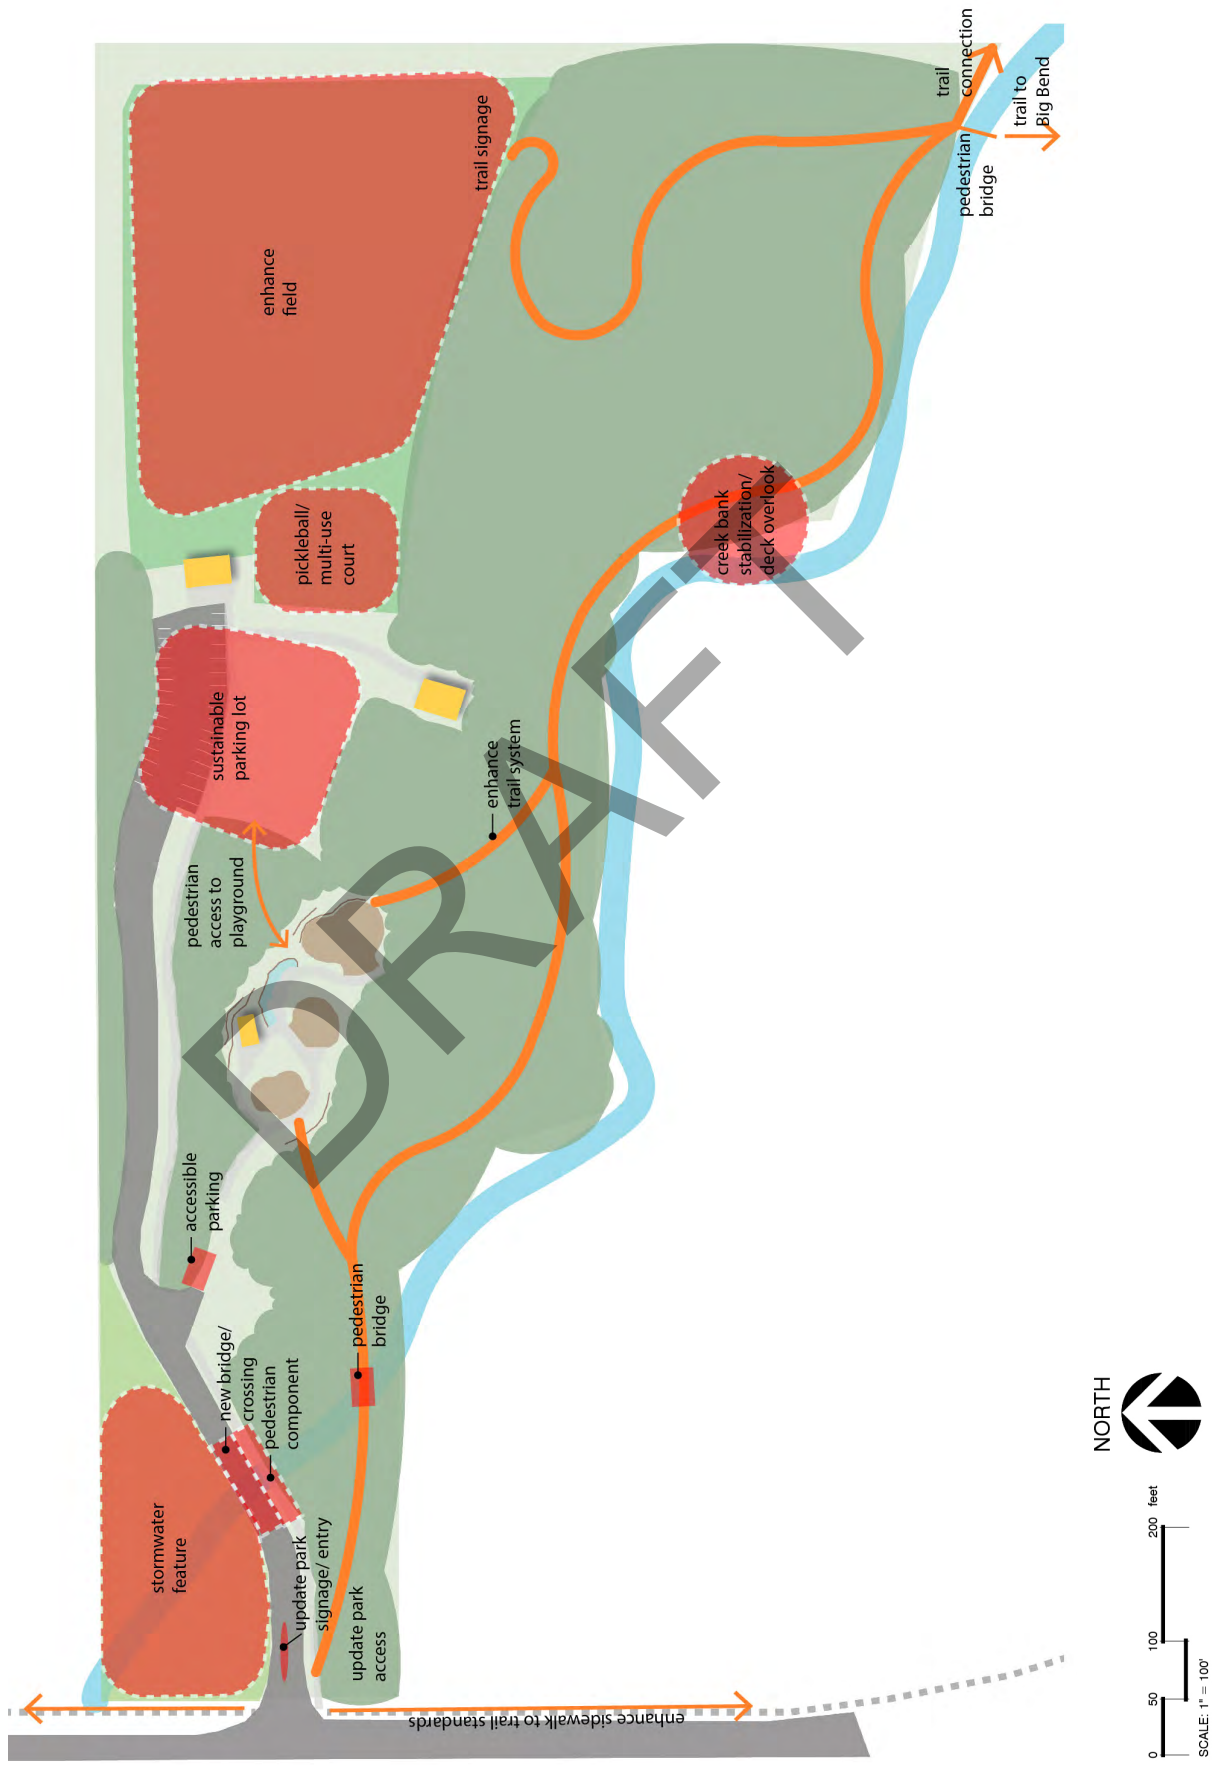 trail
connection
trail to
Big Bend
pedestrian
bridge
trail signage
enhance
field
pickleball/
multi-use
court
creek bank
stabilization/
deck overlook
sustainable
parking lot
enhance
trail system
pedestrian
access to
playground
accessible
parking
pedestrian
bridge
new bridge/
crossing
pedestrian
component
stormwater
feature
update park
signage/ entry
update park
access
enhance sidewalk to trail standards
DRAFT
NORTH
0 50 100 200 feet
SCALE: 1" = 100'